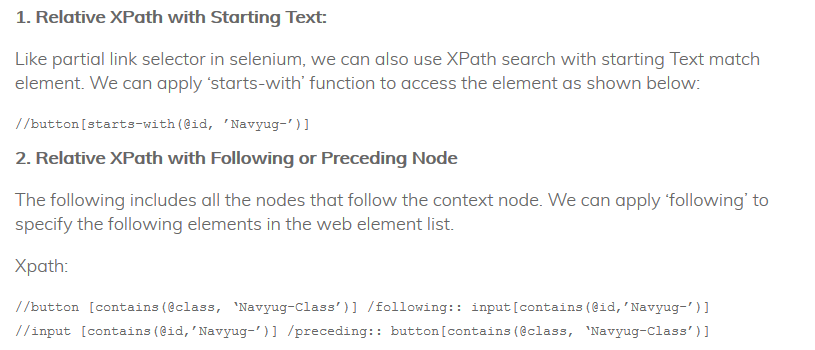 1. Relative XPath with Starting Text:
Like partial link selector in selenium, we can also use XPath search with starting Text match
element. We can apply ‘starts-with’ function to access the element as shown below:
//button[starts-with(@id, ’Navyug-’)]
2. Relative XPath with Following or Preceding Node
The following includes all the nodes that follow the context node. We can apply ‘following’ to
specify the following elements in the web element list.
Xpath:
//button [contains(@class, ‘Navyug-Class’)] /following:: input[contains(@id,’Navyug-’)]
//input [contains(@id,’Navyug-’)] /preceding:: button[contains(@class, ‘Navyug-Class’)]